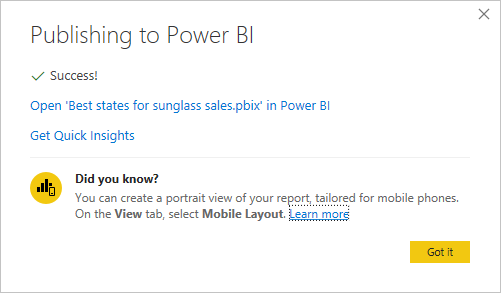 Publishing to Power BI
Success!
Open 'Best states for sunglass sales.pbix' in Power BI
Get Quick Insights
Did you know?
You can create a portrait view of your report, tailored for mobile phones.
On the View tab, select Mobile Layout. Learn more
Got it